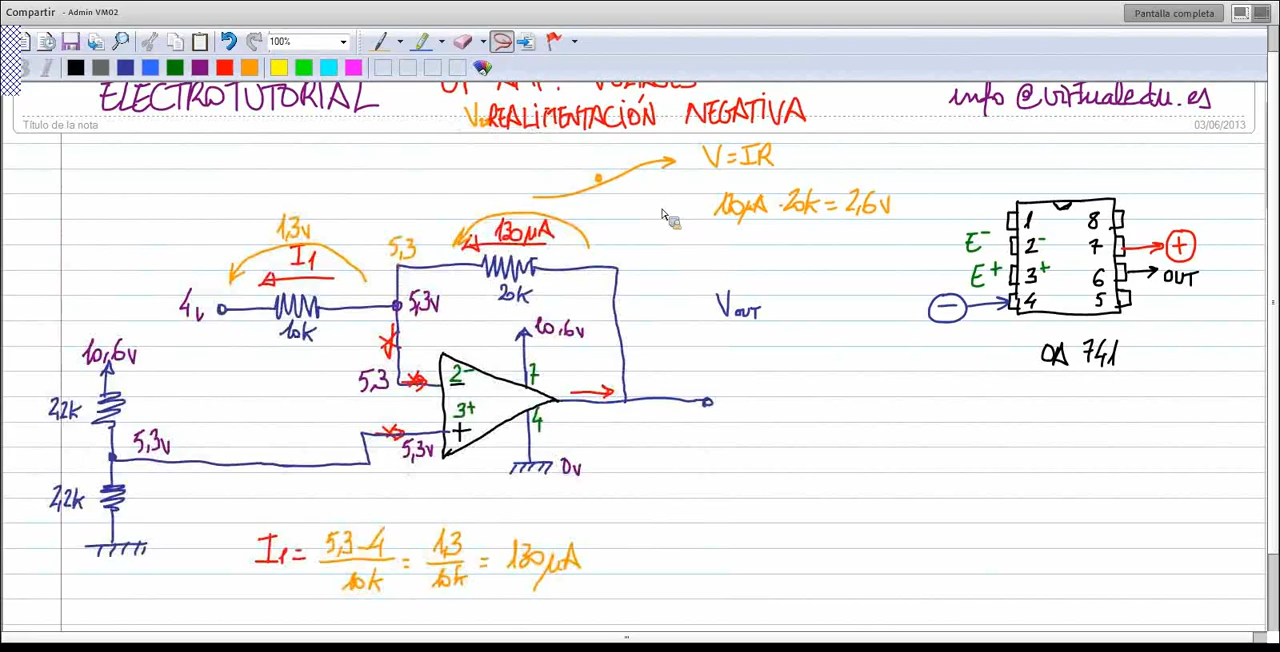 Compartir - Admin VM02
Pantalla completa
100%
ELECTROTUTORIAL
info@virtualedu.es
REALIMENTACIÓN NEGATIVA
Título de la nota
03/06/2013
V=IR
130µA · 20k = 2,6v
1,3v
I1
5,3
130µA
4v
10k
5,3v
20k
VOUT
1 8
E- 2- 7 +
E+ 3+ 6 OUT
- 4 5
OA 741
10,6v
10,6v
5,3
2-
7
2,2k
3+
4
5,3v
5,3v
+
0v
2,2k
I1 = 5,3-4 / 10k = 1,3 / 10k = 130µA